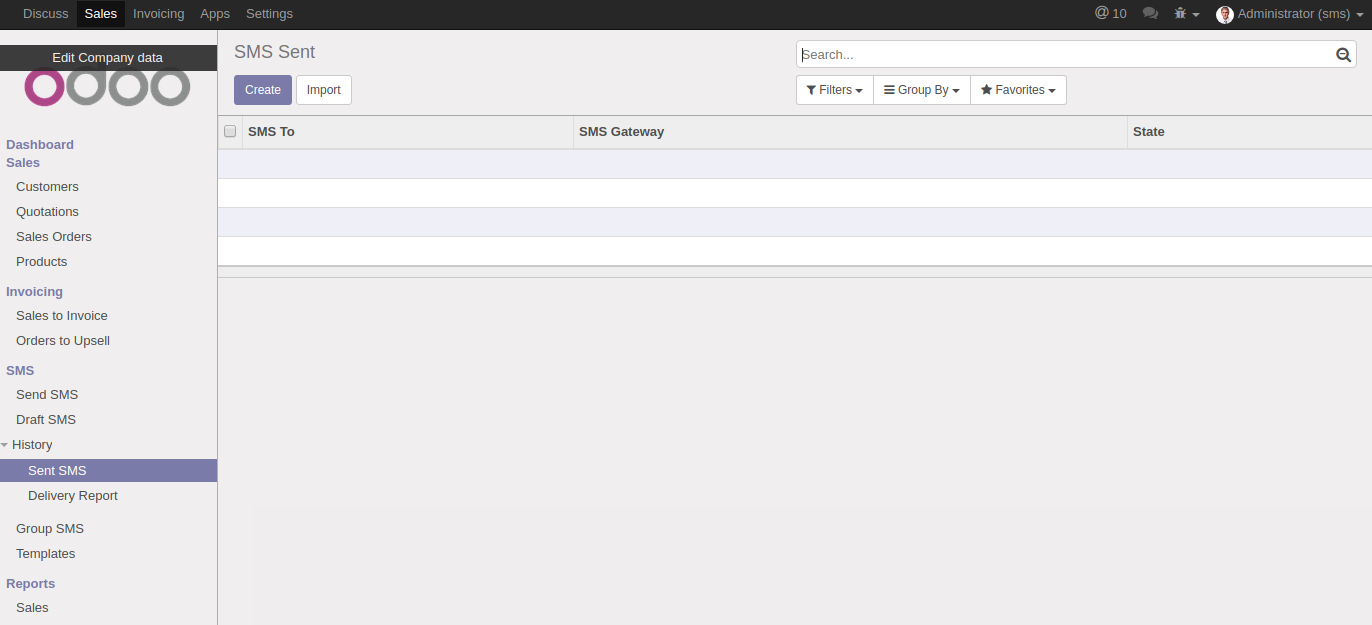 Discuss Sales Invoicing Apps Settings @ 10 Administrator (sms)
Edit Company data
odoo
Dashboard
Sales
Customers
Quotations
Sales Orders
Products
Invoicing
Sales to Invoice
Orders to Upsell
SMS
Send SMS
Draft SMS
History
Sent SMS
Delivery Report
Group SMS
Templates
Reports
Sales
SMS Sent
Search...
Create Import
Filters Group By Favorites
SMS To SMS Gateway State